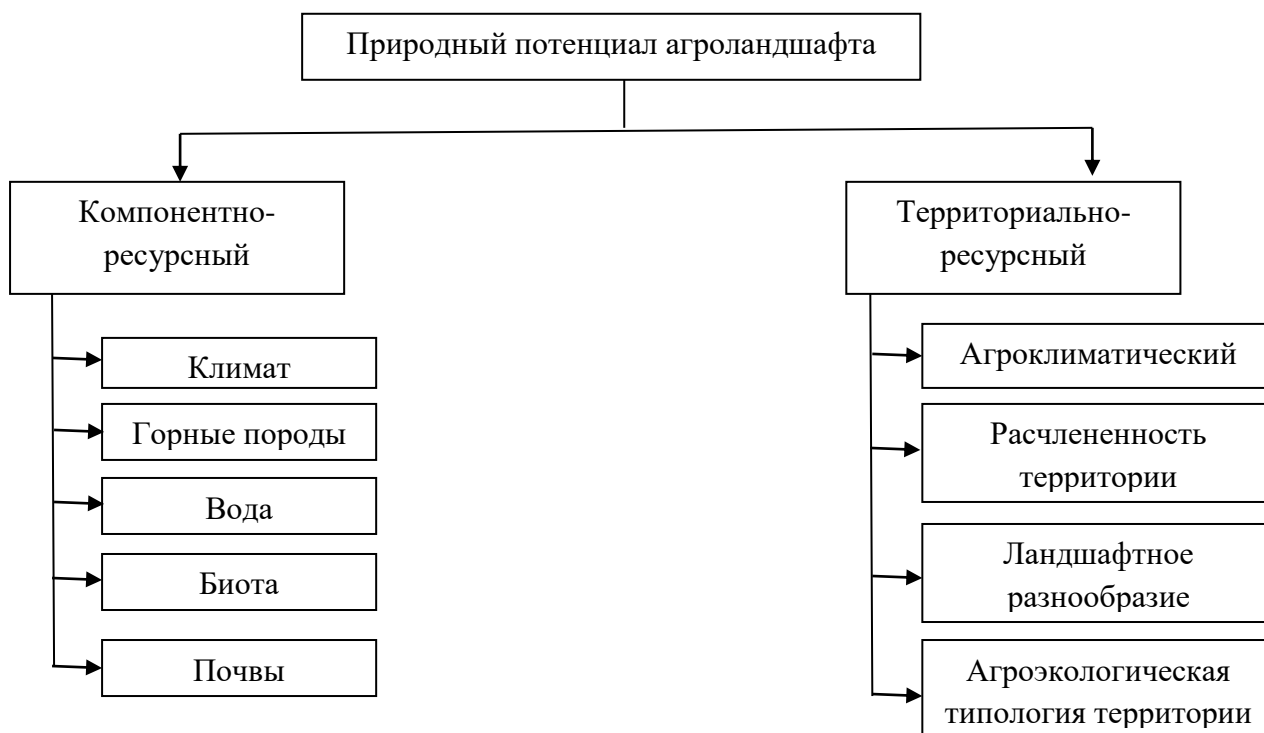 Природный потенциал агроландшафта
Компонентно-
ресурсный
Территориально-
ресурсный
Климат
Горные породы
Вода
Биота
Почвы
Агроклиматический
Расчлененность
территории
Ландшафтное
разнообразие
Агроэкологическая
типология территории